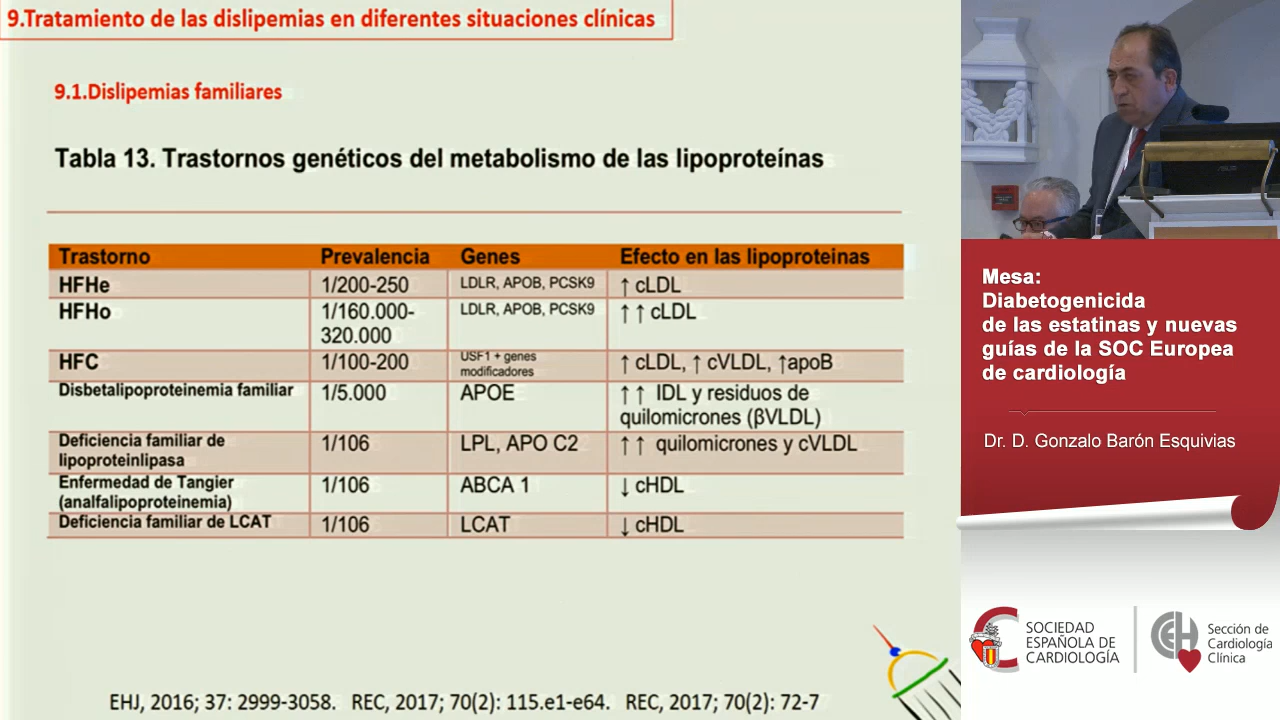 9.Tratamiento de las dislipemias en diferentes situaciones clínicas
9.1.Dislipemias familiares
Tabla 13. Trastornos genéticos del metabolismo de las lipoproteínas
Trastorno Prevalencia Genes Efecto en las lipoproteinas
HFHe 1/200-250 LDLR, APOB, PCSK9 ↑ cLDL
HFHo 1/160.000-320.000 LDLR, APOB, PCSK9 ↑ ↑ cLDL
HFC 1/100-200 USF1 + genes modificadores ↑ cLDL, ↑ cVLDL, ↑apoB
Disbetalipoproteinemia familiar 1/5.000 APOE ↑ ↑ IDL y residuos de quilomicrones (βVLDL)
Deficiencia familiar de lipoproteinlipasa 1/106 LPL, APO C2 ↑ ↑ quilomicrones y cVLDL
Enfermedad de Tangier (analfalipoproteinemia) 1/106 ABCA 1 ↓ cHDL
Deficiencia familiar de LCAT 1/106 LCAT ↓ cHDL
EHJ, 2016; 37: 2999-3058. REC, 2017; 70(2): 115.e1-e64. REC, 2017; 70(2): 72-7
Mesa:
Diabetogenicida
de las estatinas y nuevas
guías de la SOC Europea
de cardiología
Dr. D. Gonzalo Barón Esquivias
SOCIEDAD
ESPAÑOLA DE
CARDIOLOGÍA
Sección de
Cardiología
Clínica